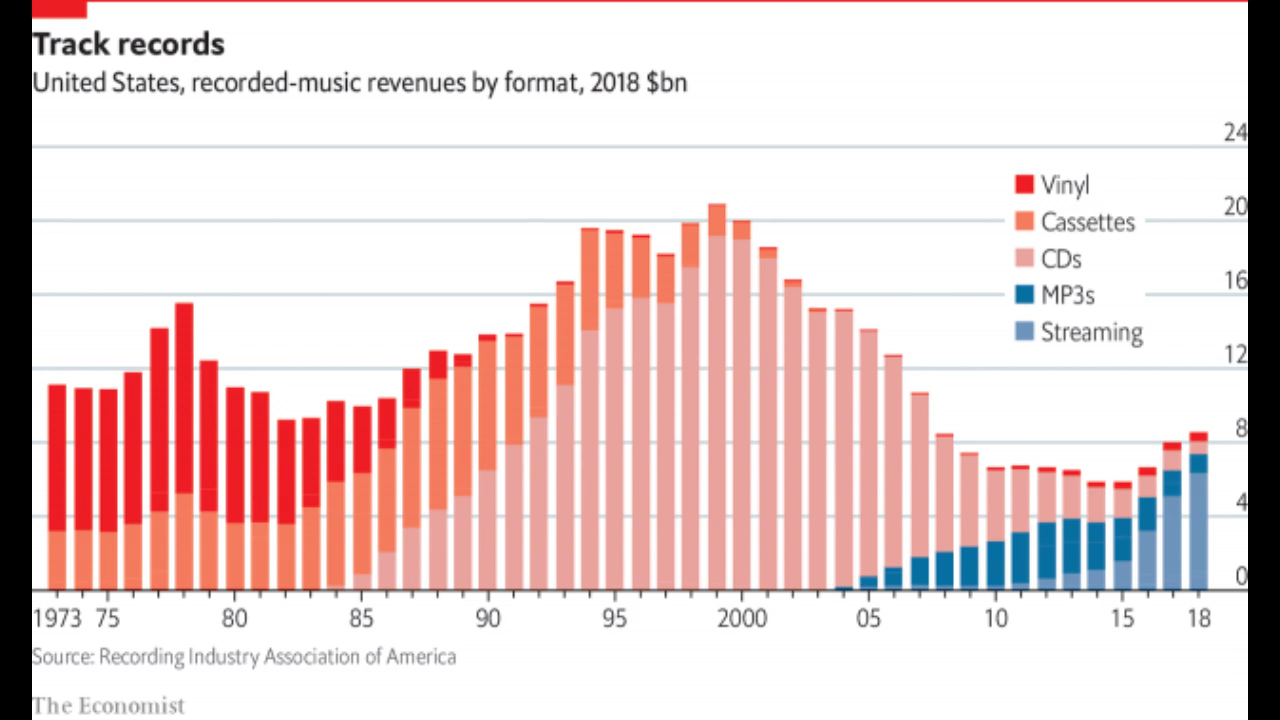 Track records
United States, recorded-music revenues by format, 2018 $bn
24
Vinyl
20
Cassettes
CDs
16
MP3s
Streaming
12
8
4
0
1973 75 80 85 90 95 2000 05 10 15 18
Source: Recording Industry Association of America
The Economist